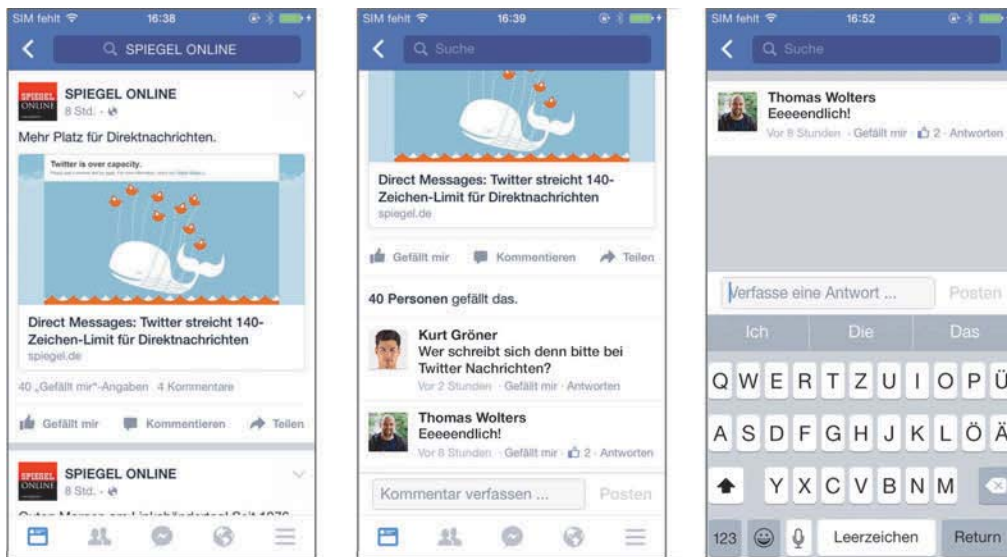 SIM fehlt 16:38
SPIEGEL ONLINE
SPIEGEL ONLINE
SPIEGEL ONLINE
8 Std.
Mehr Platz für Direktnachrichten.
Twitter is over capacity.
Direct Messages: Twitter streicht 140-
Zeichen-Limit für Direktnachrichten
spiegel.de
40 „Gefällt mir“-Angaben 4 Kommentare
Gefällt mir Kommentieren Teilen
SPIEGEL ONLINE
SPIEGEL ONLINE
8 Std.
SIM fehlt 16:39
Suche
Direct Messages: Twitter streicht 140-
Zeichen-Limit für Direktnachrichten
spiegel.de
Gefällt mir Kommentieren Teilen
40 Personen gefällt das.
Kurt Gröner
Wer schreibt sich denn bitte bei
Twitter Nachrichten?
Vor 2 Stunden · Gefällt mir · Antworten
Thomas Wolters
Eeeeendlich!
Vor 8 Stunden · Gefällt mir · 2 · Antworten
Kommentar verfassen ... Posten
SIM fehlt 16:52
Suche
Thomas Wolters
Eeeeendlich!
Vor 8 Stunden · Gefällt mir · 2 · Antworten
Verfasse eine Antwort ... Posten
Ich Die Das
Q W E R T Z U I O P Ü
A S D F G H J K L Ö Ä
Y X C V B N M
123 Leerzeichen Return